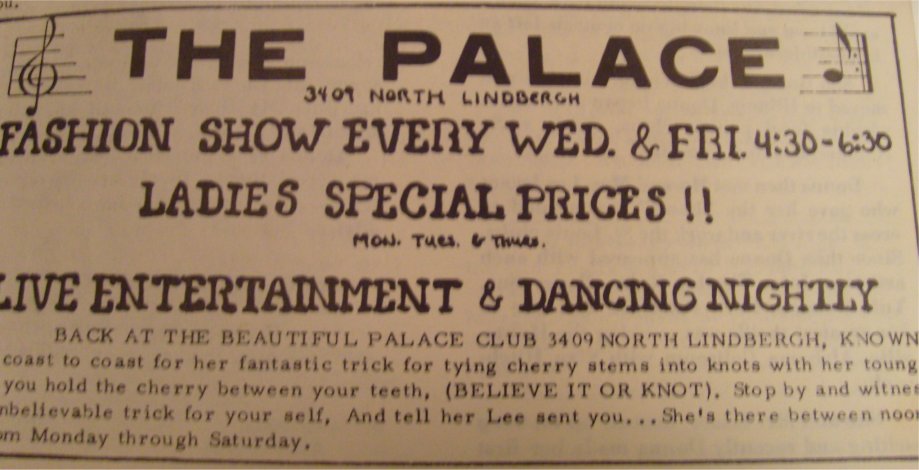 ou.
THE PALACE
3409 NORTH LINDBERGH
FASHION SHOW EVERY WED. & FRI. 4:30-6:30
LADIES SPECIAL PRICES !!
MON. TUES. & THURS.
LIVE ENTERTAINMENT & DANCING NIGHTLY
BACK AT THE BEAUTIFUL PALACE CLUB 3409 NORTH LINDBERGH, KNOWN
coast to coast for her fantastic trick for tying cherry stems into knots with her toung
you hold the cherry between your teeth, (BELIEVE IT OR KNOT). Stop by and witnes
nbelievable trick for your self, And tell her Lee sent you...She's there between noon
om Monday through Saturday.